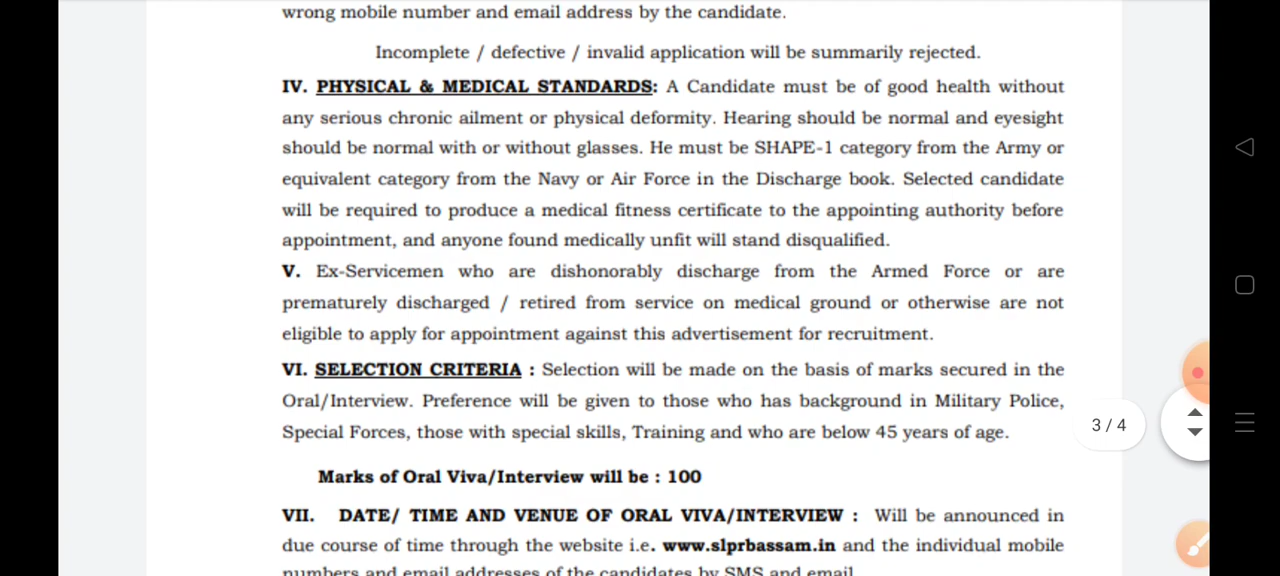 wrong mobile number and email address by the candidate.
Incomplete / defective / invalid application will be summarily rejected.
IV. PHYSICAL & MEDICAL STANDARDS: A Candidate must be of good health without
any serious chronic ailment or physical deformity. Hearing should be normal and eyesight
should be normal with or without glasses. He must be SHAPE-1 category from the Army or
equivalent category from the Navy or Air Force in the Discharge book. Selected candidate
will be required to produce a medical fitness certificate to the appointing authority before
appointment, and anyone found medically unfit will stand disqualified.
V. Ex-Servicemen who are dishonorably discharge from the Armed Force or are
prematurely discharged / retired from service on medical ground or otherwise are not
eligible to apply for appointment against this advertisement for recruitment.
VI. SELECTION CRITERIA : Selection will be made on the basis of marks secured in the
Oral/Interview. Preference will be given to those who has background in Military Police,
Special Forces, those with special skills, Training and who are below 45 years of age.
3 / 4
Marks of Oral Viva/Interview will be : 100
VII. DATE/ TIME AND VENUE OF ORAL VIVA/INTERVIEW : Will be announced in
due course of time through the website i.e. www.slprbassam.in and the individual mobile
numbers and email addresses of the candidates by SMS and email